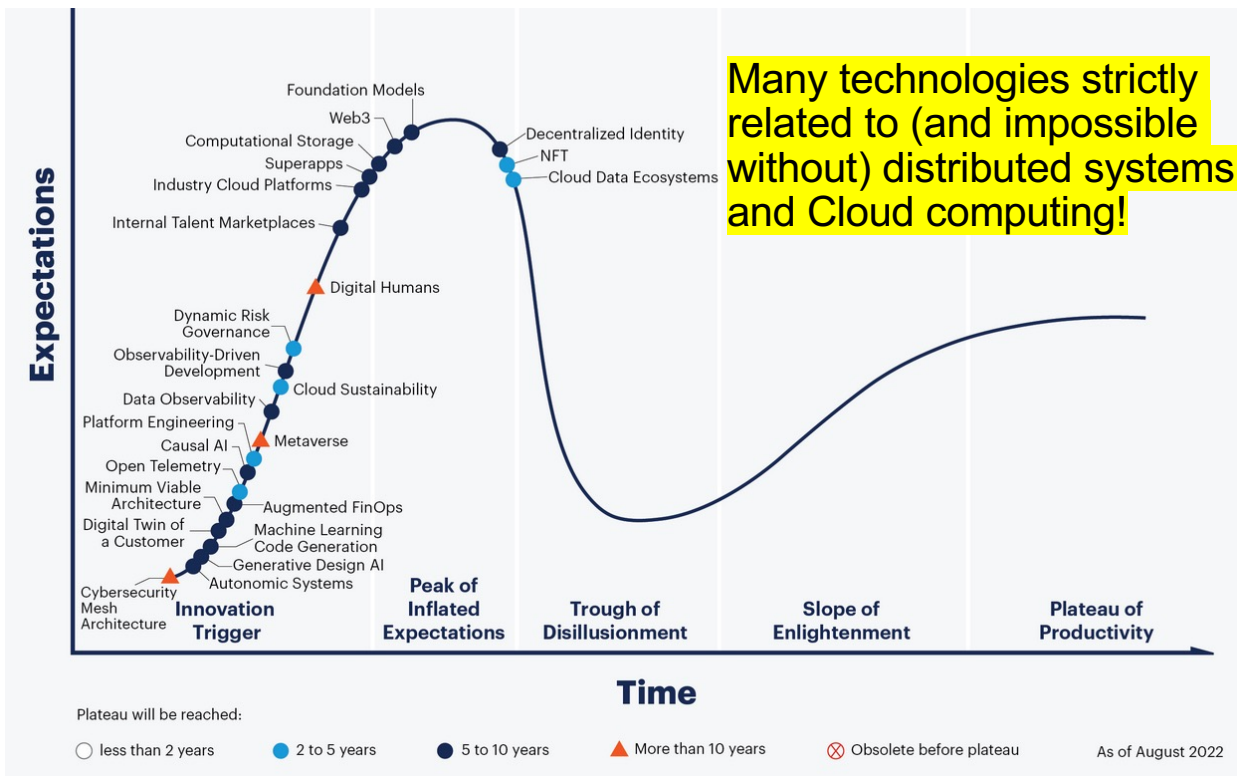 Many technologies strictly
related to (and impossible
without) distributed systems
and Cloud computing!
Expectations
Foundation Models
Web3
Computational Storage
Superapps
Industry Cloud Platforms
Internal Talent Marketplaces
Digital Humans
Dynamic Risk
Governance
Observability-Driven
Development
Cloud Sustainability
Data Observability
Platform Engineering
Metaverse
Causal AI
Open Telemetry
Minimum Viable
Architecture
Augmented FinOps
Digital Twin of
a Customer
Machine Learning
Code Generation
Generative Design AI
Autonomic Systems
Cybersecurity
Mesh
Architecture
Decentralized Identity
NFT
Cloud Data Ecosystems
Innovation
Trigger
Peak of
Inflated
Expectations
Trough of
Disillusionment
Slope of
Enlightenment
Plateau of
Productivity
Time
Plateau will be reached:
less than 2 years
2 to 5 years
5 to 10 years
More than 10 years
Obsolete before plateau
As of August 2022